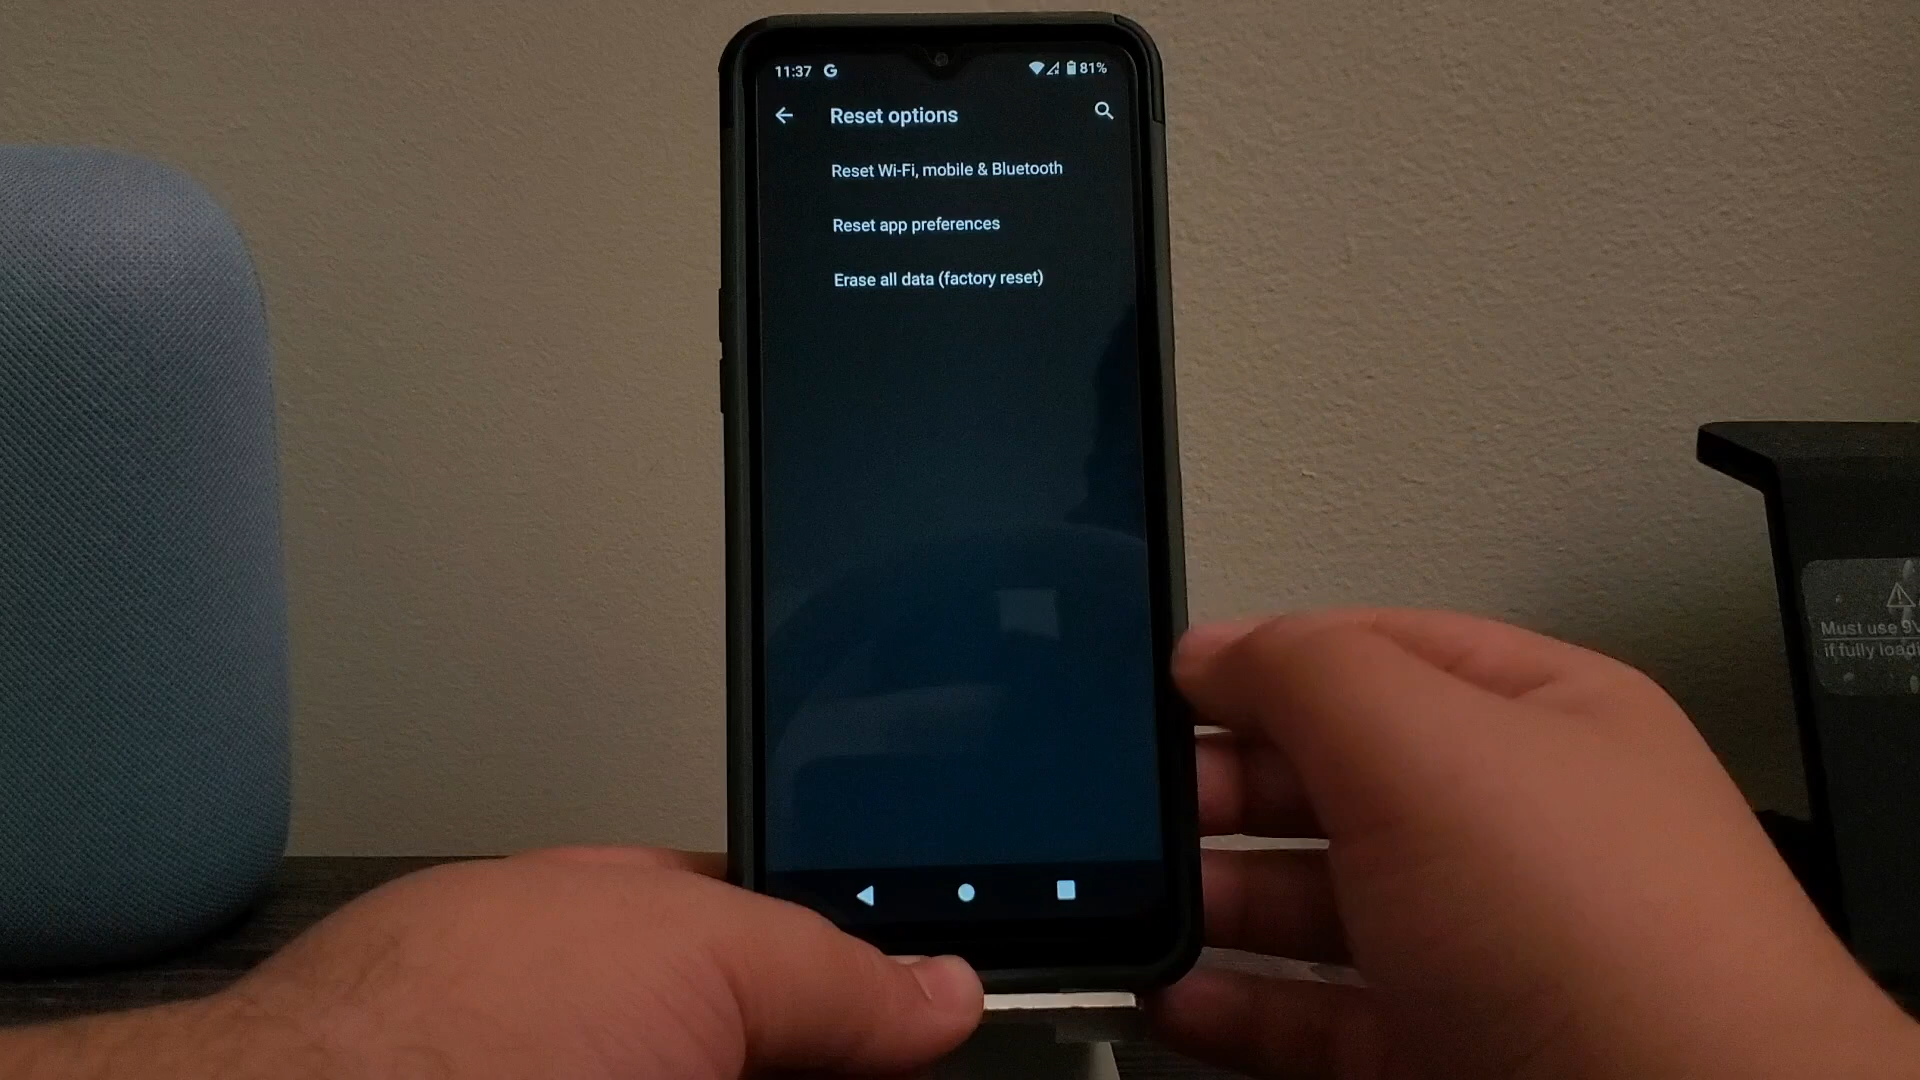 11:37 G 81%
Reset options
Reset Wi-Fi, mobile & Bluetooth
Reset app preferences
Erase all data (factory reset)
Must use 9V
if fully